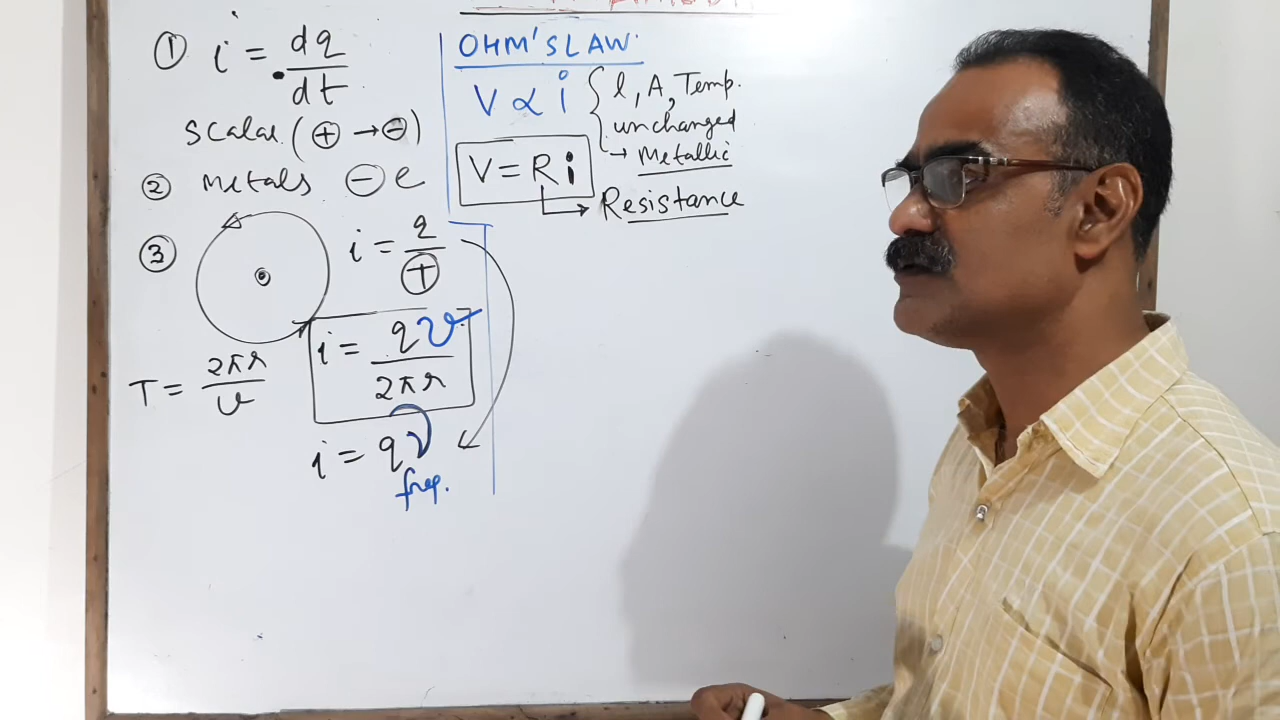 ① i = dq/dt
scalar (⊕ → ⊖)
② metals ⊖ e
③ i = q/T
T = 2πr/v
i = qv/2πr
i = qν
freq.
OHM'S LAW
V ∝ i { l, A, Temp.
unchanged
→ Metallic
V = Ri
Resistance